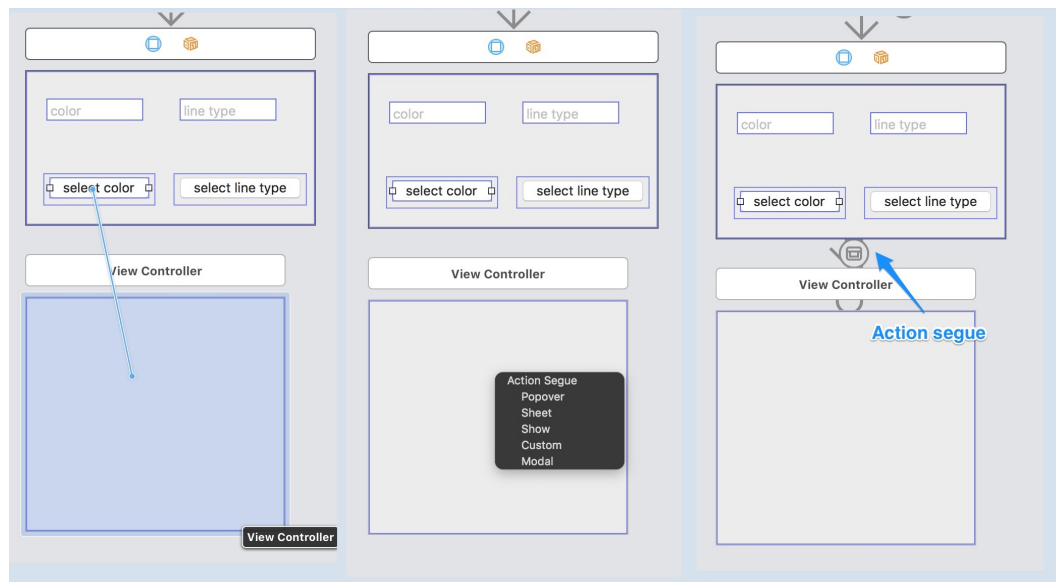 color
line type
select color
select line type
View Controller
View Controller
color
line type
select color
select line type
View Controller
Action Segue
Popover
Sheet
Show
Custom
Modal
color
line type
select color
select line type
View Controller
Action segue